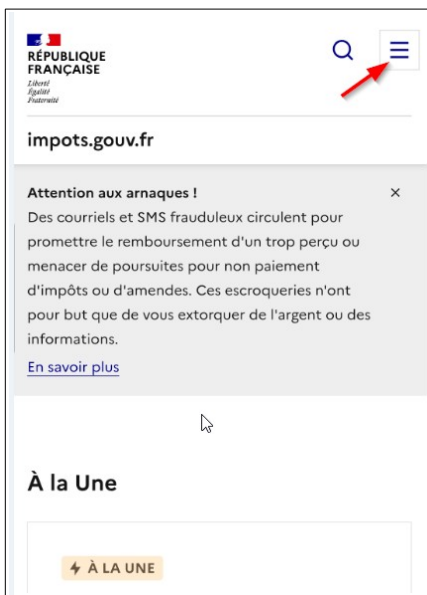 RÉPUBLIQUE
FRANÇAISE
Liberté
Égalité
Fraternité
impots.gouv.fr
Attention aux arnaques !
Des courriels et SMS frauduleux circulent pour
promettre le remboursement d'un trop perçu ou
menacer de poursuites pour non paiement
d'impôts ou d'amendes. Ces escroqueries n'ont
pour but que de vous extorquer de l'argent ou des
informations.
En savoir plus
À la Une
À LA UNE